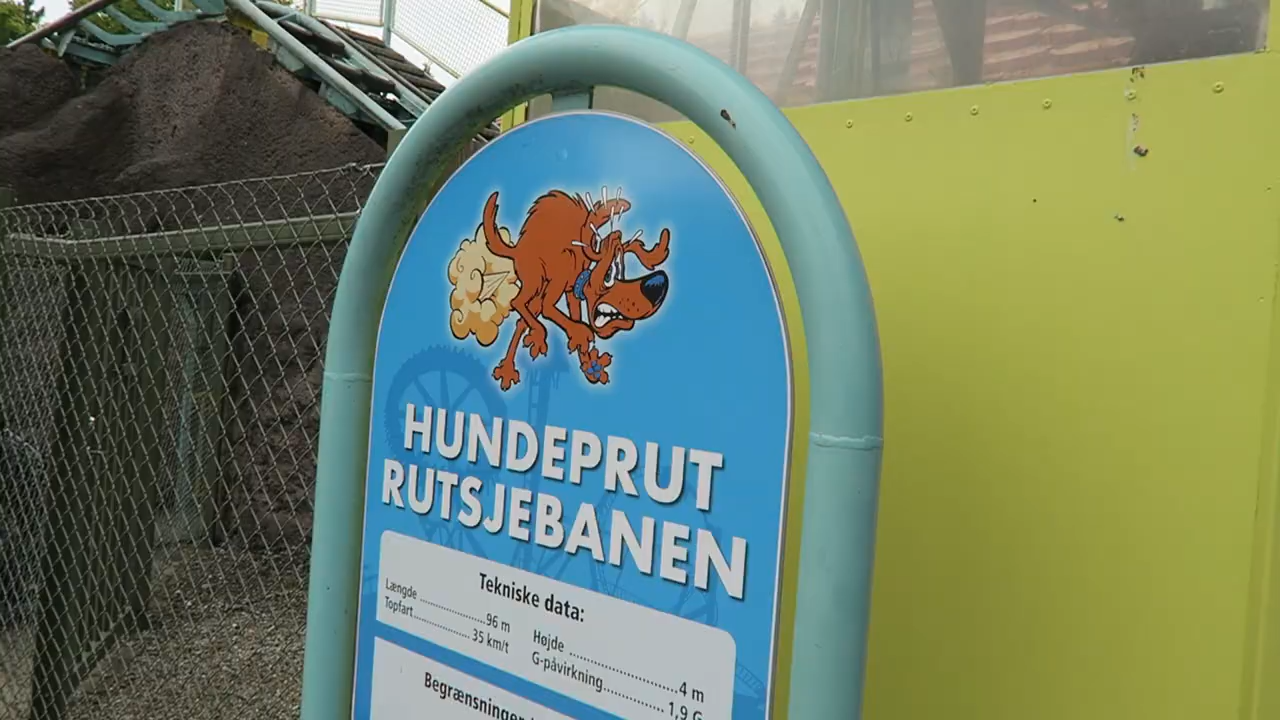 HUNDEPRUT
RUTSJEBANEN
Tekniske data:
Længde ................96 m
Topfart................ 35 km/t
Højde ......................4 m
G-påvirkning.................1,9 G
Begrænsninger